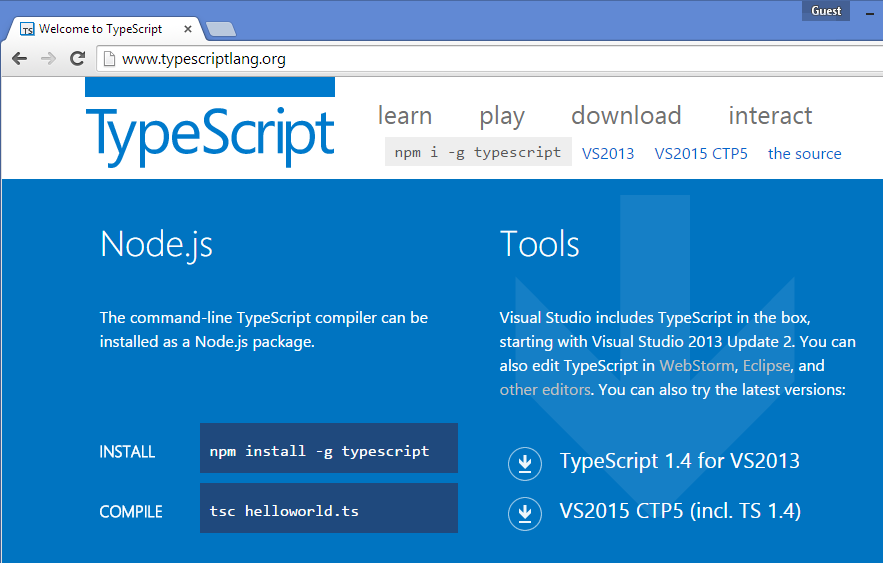 Guest
TS Welcome to TypeScript
www.typescriptlang.org
TypeScript
learn play download interact
npm i -g typescript VS2013 VS2015 CTP5 the source
Node.js
The command-line TypeScript compiler can be
installed as a Node.js package.
INSTALL npm install -g typescript
COMPILE tsc helloworld.ts
Tools
Visual Studio includes TypeScript in the box,
starting with Visual Studio 2013 Update 2. You can
also edit TypeScript in WebStorm, Eclipse, and
other editors. You can also try the latest versions:
TypeScript 1.4 for VS2013
VS2015 CTP5 (incl. TS 1.4)